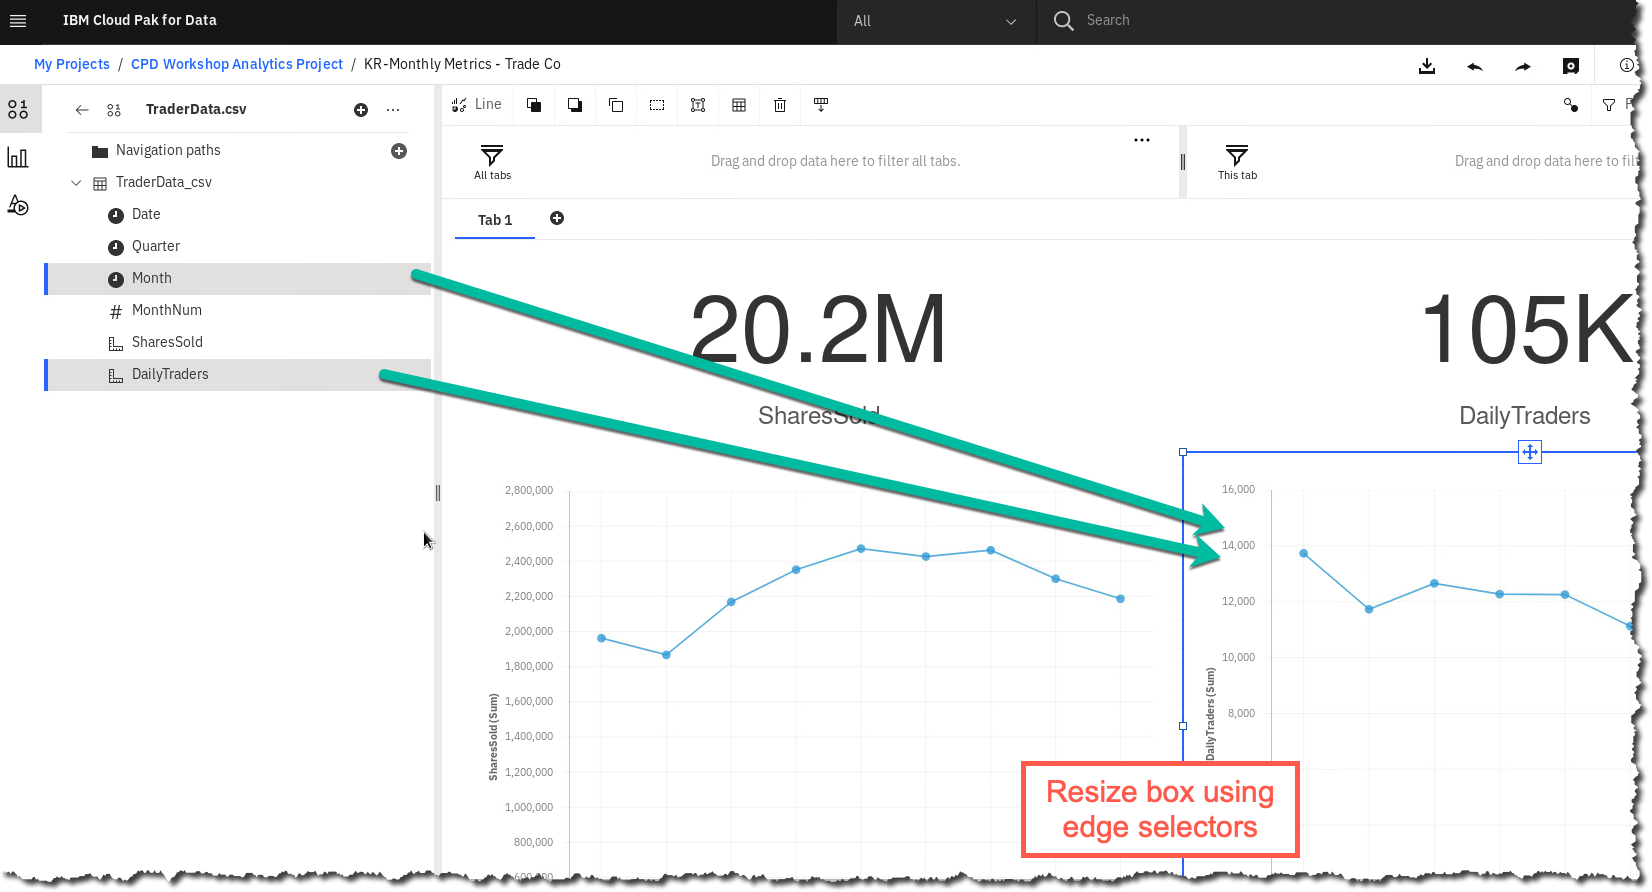 IBM Cloud Pak for Data
All
Search
My Projects / CPD Workshop Analytics Project / KR-Monthly Metrics - Trade Co
TraderData.csv
Line
Navigation paths
TraderData_csv
Date
Quarter
Month
# MonthNum
SharesSold
DailyTraders
All tabs
Drag and drop data here to filter all tabs.
This tab
Drag and drop data here to
Tab 1
20.2M
SharesSold
105K
DailyTraders
2,800,000
2,600,000
2,400,000
2,200,000
2,000,000
1,800,000
1,600,000
1,400,000
1,200,000
1,000,000
800,000
SharesSold (Sum)
16,000
14,000
12,000
10,000
8,000
DailyTraders (Sum)
Resize box using
edge selectors